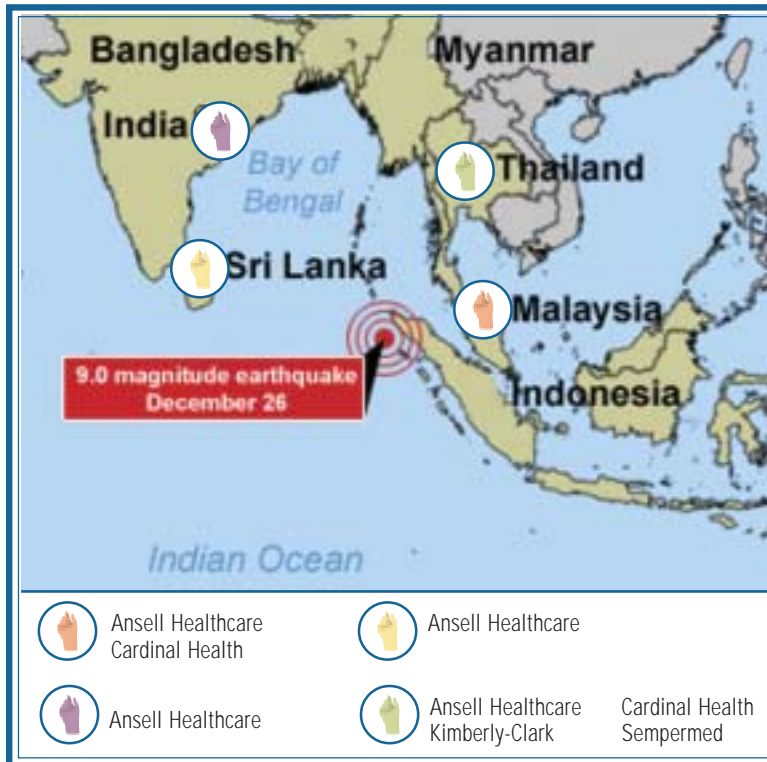 Bangladesh
Myanmar
India
Bay of
Bengal
Thailand
Sri Lanka
Malaysia
9.0 magnitude earthquake
December 26
Indonesia
Indian Ocean
Ansell Healthcare
Cardinal Health
Ansell Healthcare
Ansell Healthcare
Ansell Healthcare
Kimberly-Clark
Cardinal Health
Sempermed